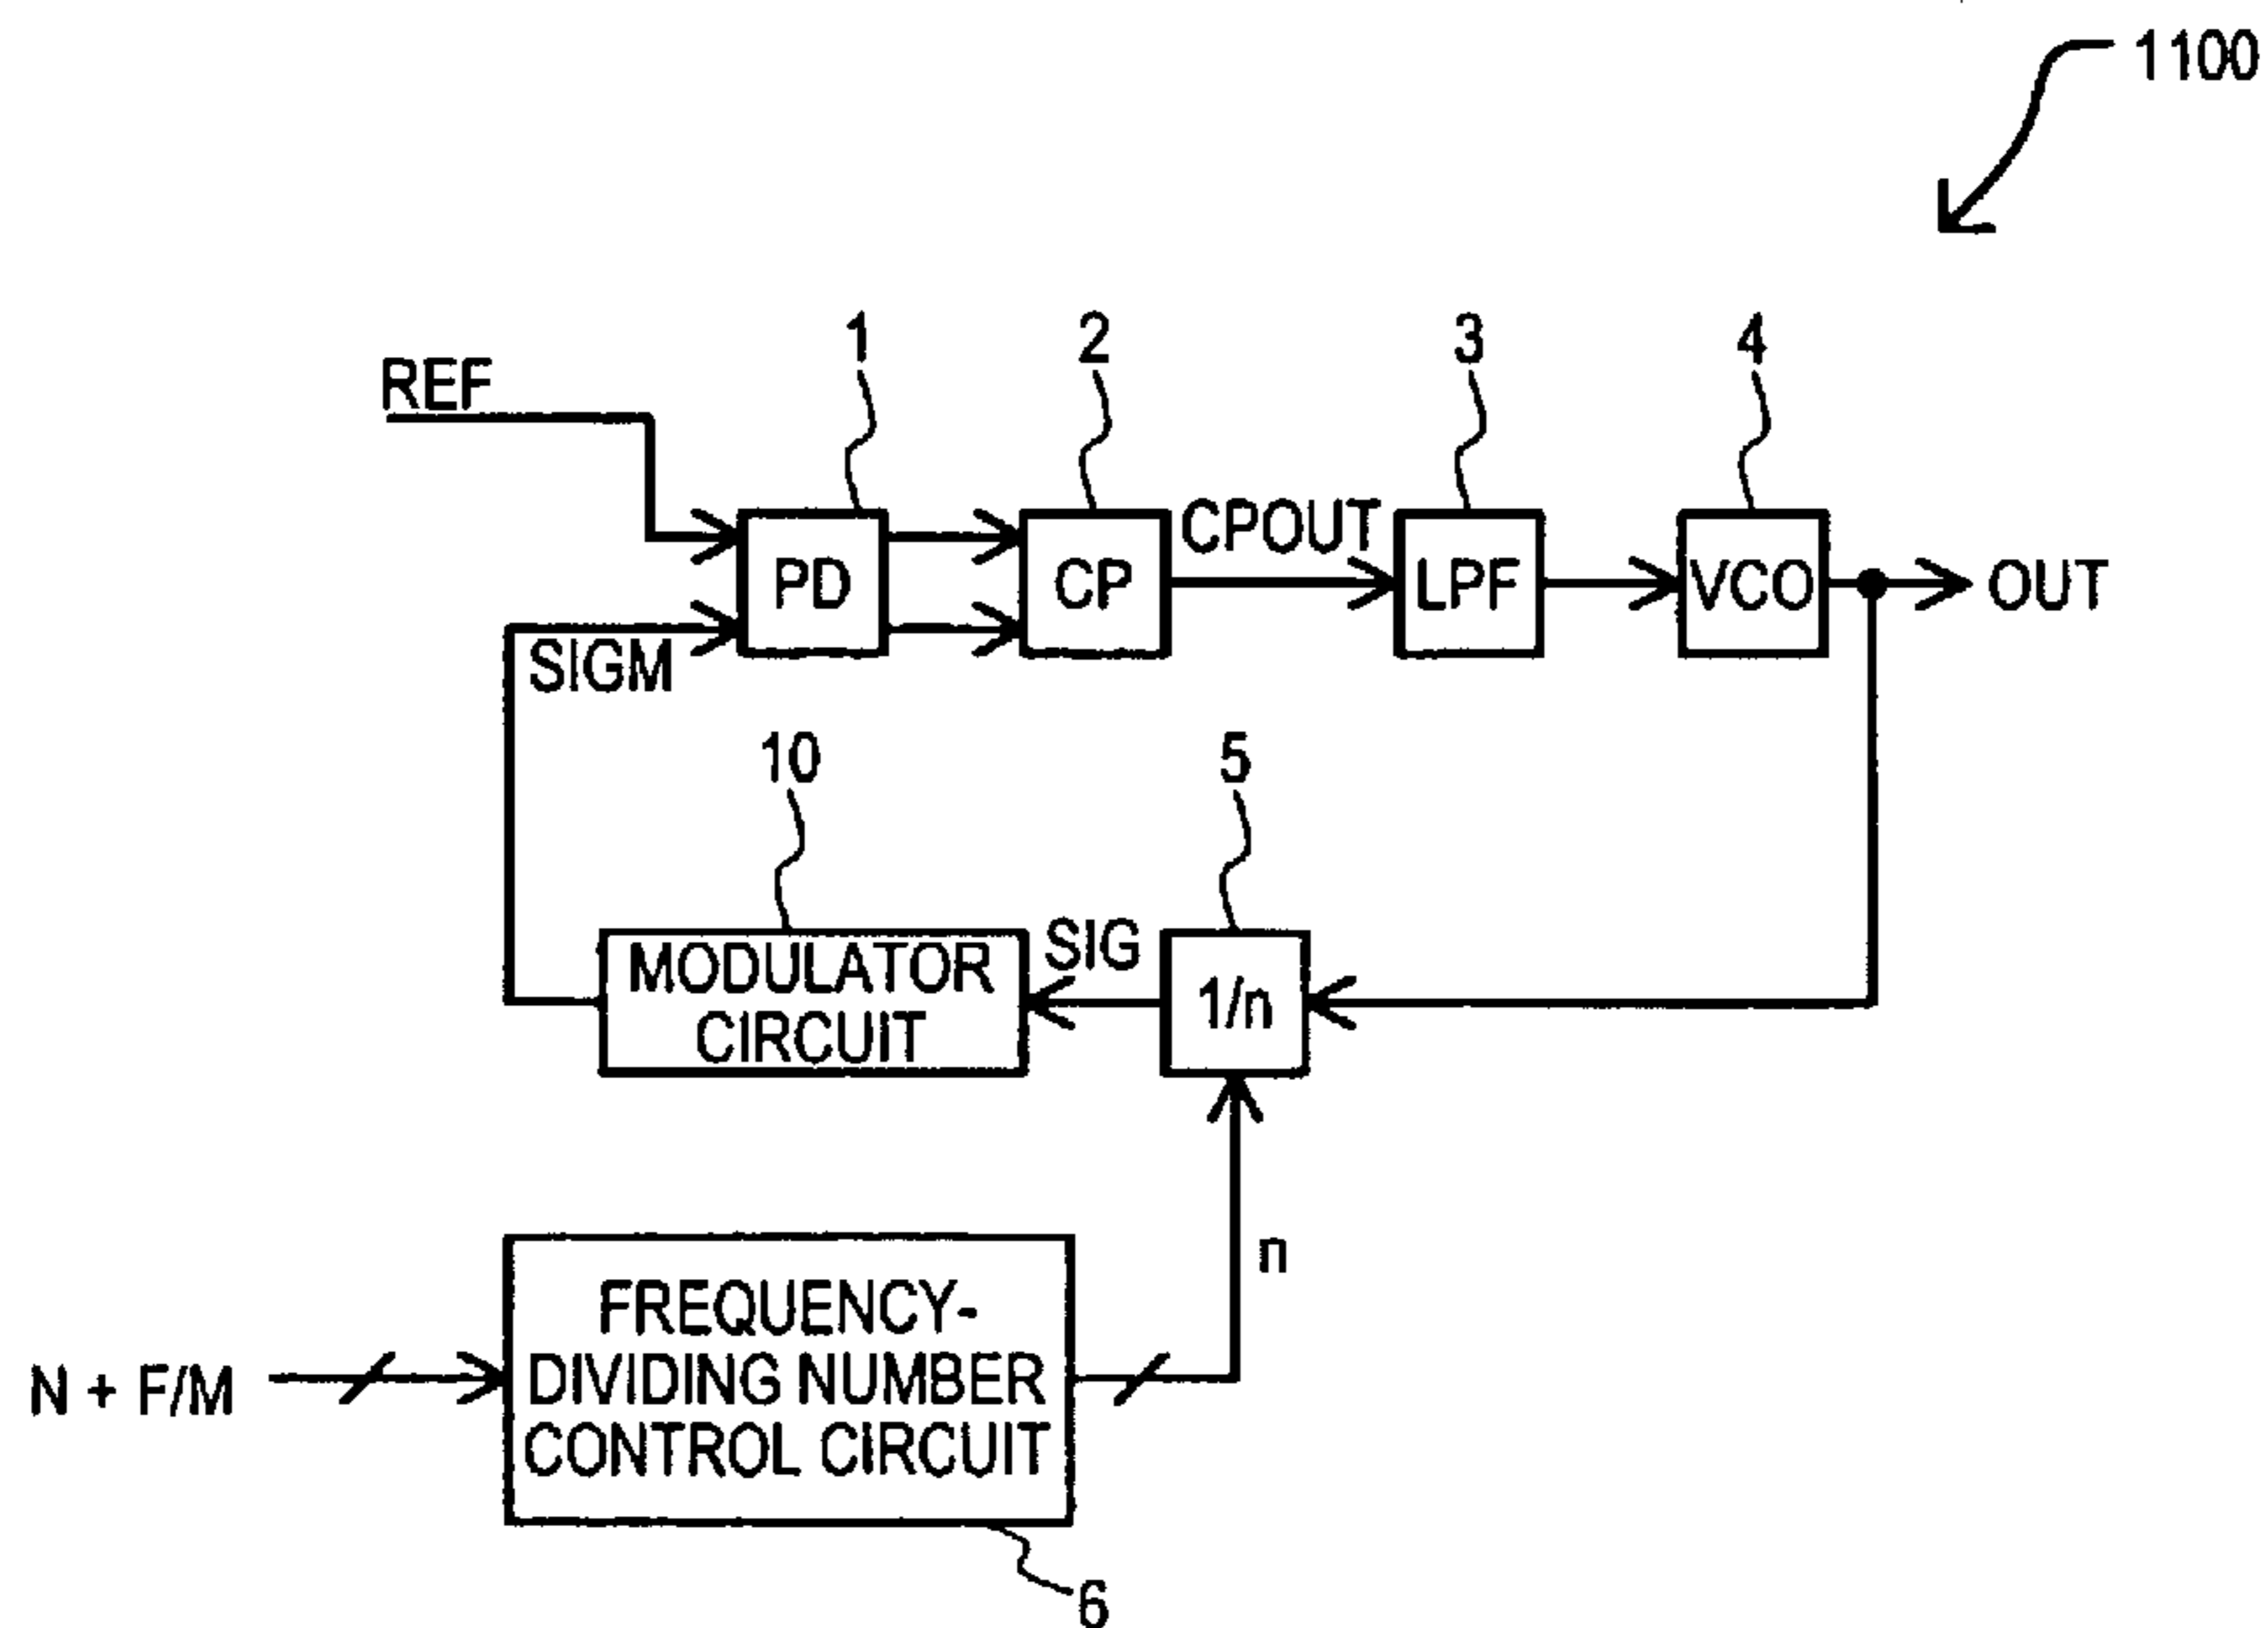 1100
1
2
3
4
REF
CPOUT
PD
CP
LPF
VCO
OUT
SIGM
10
5
SIG
MODULATOR
CIRCUIT
1/n
n
FREQUENCY-
DIVIDING NUMBER
CONTROL CIRCUIT
N + F/M
6